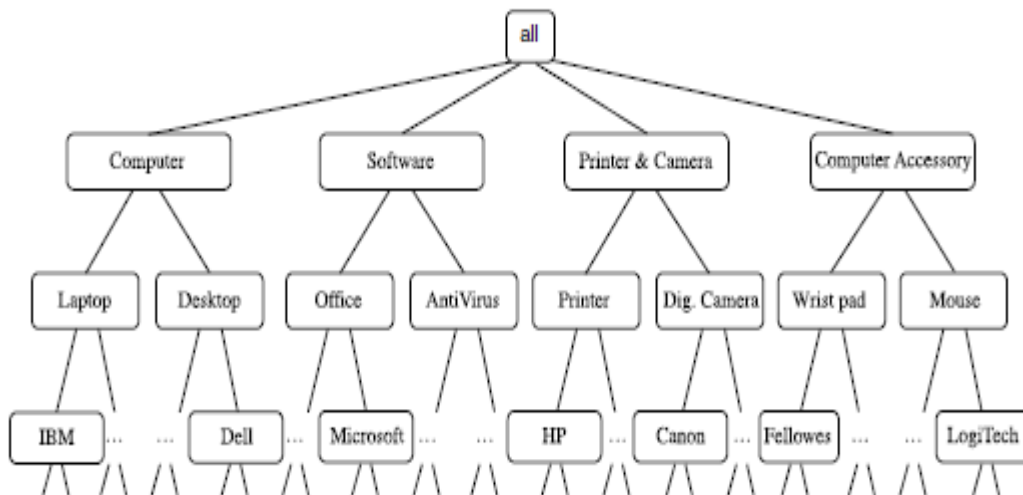 all
Computer
Software
Printer & Camera
Computer Accessory
Laptop
Desktop
Office
AntiVirus
Printer
Dig. Camera
Wrist pad
Mouse
IBM
...
...
Dell
...
Microsoft
...
...
HP
...
Canon
...
Fellowes
...
...
LogiTech